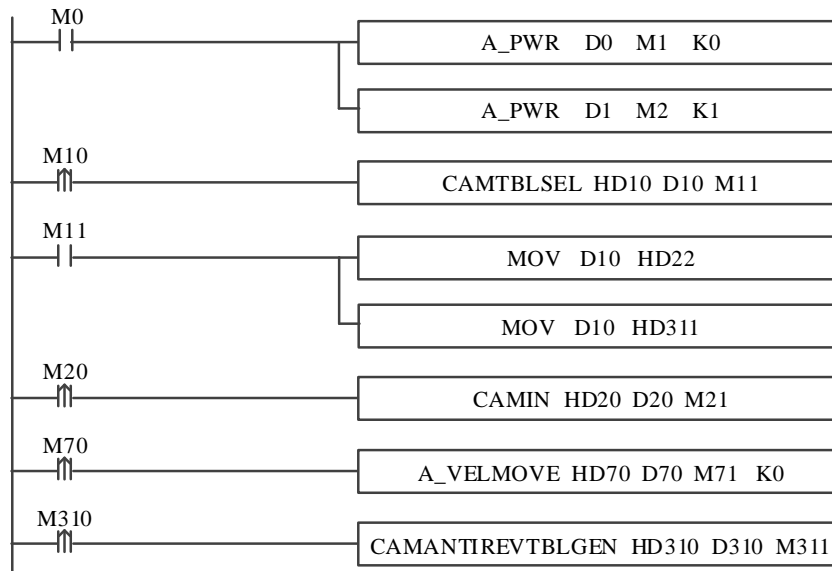 M0
A_PWR D0 M1 K0
A_PWR D1 M2 K1
M10
CAMTBLSEL HD10 D10 M11
M11
MOV D10 HD22
MOV D10 HD311
M20
CAMIN HD20 D20 M21
M70
A_VELMOVE HD70 D70 M71 K0
M310
CAMANTIREVTBLGEN HD310 D310 M311